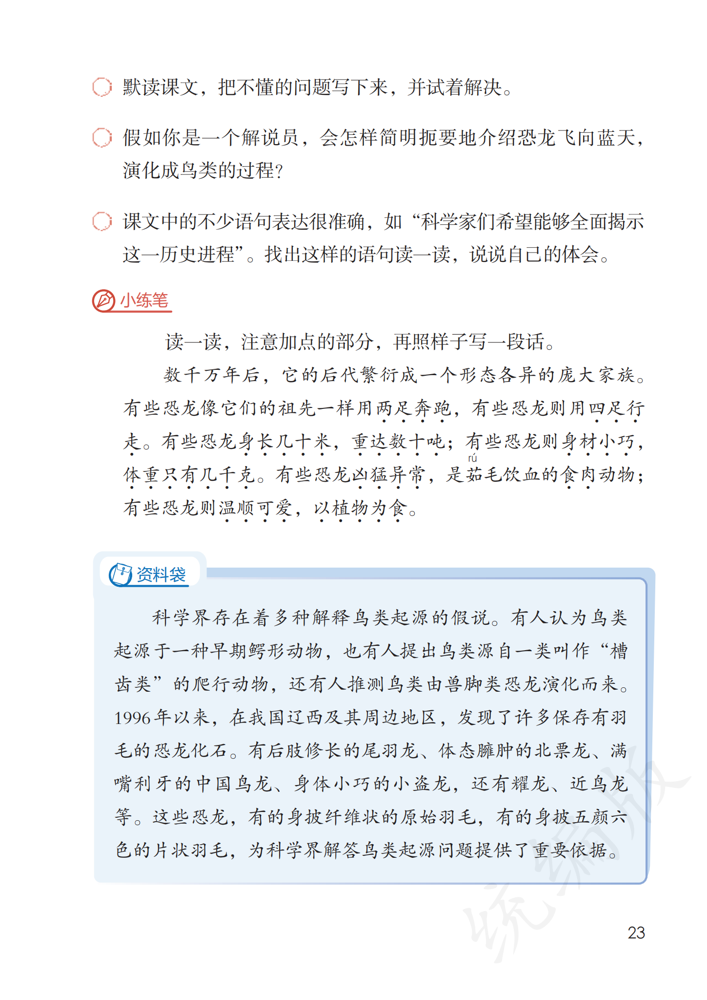 默读课文，把不懂的问题写下来，并试着解决。
假如你是一个解说员，会怎样简明扼要地介绍恐龙飞向蓝天，
演化成鸟类的过程？
课文中的不少语句表达很准确，如“科学家们希望能够全面揭示
这一历史进程”。找出这样的语句读一读，说说自己的体会。
小练笔
读一读，注意加点的部分，再照样子写一段话。
数千万年后，它的后代繁衍成一个形态各异的庞大家族。
有些恐龙像它们的祖先一样用两足奔跑，有些恐龙则用四足行
走。有些恐龙身长几十米，重达数十吨；有些恐龙则身材小巧，
rú
体重只有几千克。有些恐龙凶猛异常，是茹毛饮血的食肉动物；
有些恐龙则温顺可爱，以植物为食。
资料袋
科学界存在着多种解释鸟类起源的假说。有人认为鸟类
起源于一种早期鳄形动物，也有人提出鸟类源自一类叫作“槽
齿类”的爬行动物，还有人推测鸟类由兽脚类恐龙演化而来。
1996年以来，在我国辽西及其周边地区，发现了许多保存有羽
毛的恐龙化石。有后肢修长的尾羽龙、体态臃肿的北票龙、满
嘴利牙的中国鸟龙、身体小巧的小盗龙，还有耀龙、近鸟龙
等。这些恐龙，有的身披纤维状的原始羽毛，有的身披五颜六
色的片状羽毛，为科学界解答鸟类起源问题提供了重要依据。
统编版
23